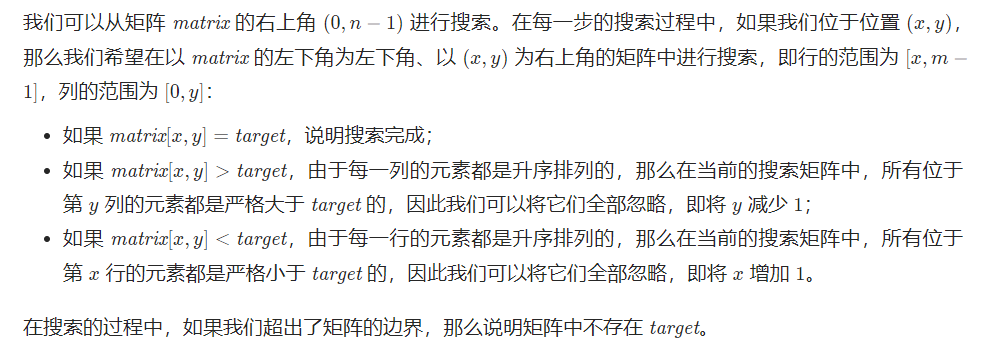 我们可以从矩阵 matrix 的右上角 (0, n − 1) 进行搜索。在每一步的搜索过程中，如果我们位于位置 (x, y)，
那么我们希望在以 matrix 的左下角为左下角、以 (x, y) 为右上角的矩阵中进行搜索，即行的范围为 [x, m −
1]，列的范围为 [0, y]：
• 如果 matrix[x, y] = target，说明搜索完成；
• 如果 matrix[x, y] > target，由于每一列的元素都是升序排列的，那么在当前的搜索矩阵中，所有位于
第 y 列的元素都是严格大于 target 的，因此我们可以将它们全部忽略，即将 y 减少 1；
• 如果 matrix[x, y] < target，由于每一行的元素都是升序排列的，那么在当前的搜索矩阵中，所有位于
第 x 行的元素都是严格小于 target 的，因此我们可以将它们全部忽略，即将 x 增加 1。
在搜索的过程中，如果我们超出了矩阵的边界，那么说明矩阵中不存在 target。